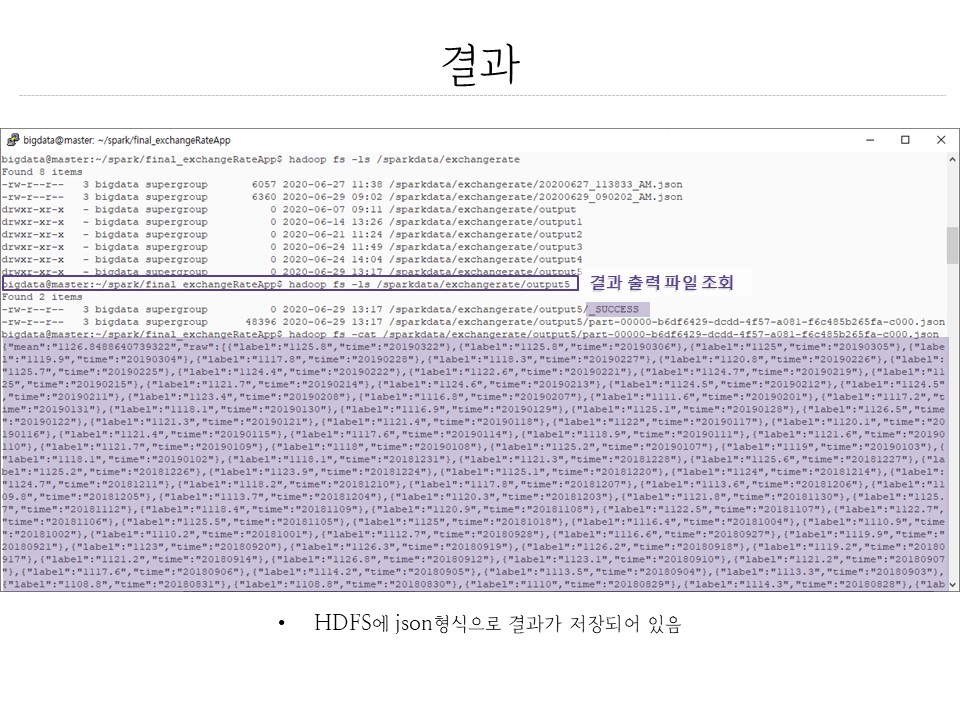 결과
bigdata@master: ~/spark/final_exchangeRateApp
bigdata@master:~/spark/final_exchangeRateApp$ hadoop fs -ls /sparkdata/exchangerate
Found 8 items
-rw-r--r--   3 bigdata supergroup       6057 2020-06-27 11:38 /sparkdata/exchangerate/20200627_113833_AM.json
-rw-r--r--   3 bigdata supergroup       6360 2020-06-29 09:02 /sparkdata/exchangerate/20200629_090202_AM.json
drwxr-xr-x   - bigdata supergroup          0 2020-06-07 09:11 /sparkdata/exchangerate/output
drwxr-xr-x   - bigdata supergroup          0 2020-06-14 13:26 /sparkdata/exchangerate/output1
drwxr-xr-x   - bigdata supergroup          0 2020-06-21 11:24 /sparkdata/exchangerate/output2
drwxr-xr-x   - bigdata supergroup          0 2020-06-24 11:49 /sparkdata/exchangerate/output3
drwxr-xr-x   - bigdata supergroup          0 2020-06-24 14:04 /sparkdata/exchangerate/output4
drwxr-xr-x   - bigdata supergroup          0 2020-06-29 13:17 /sparkdata/exchangerate/output5
bigdata@master:~/spark/final_exchangeRateApp$ hadoop fs -ls /sparkdata/exchangerate/output5 결과 출력 파일 조회
Found 2 items
-rw-r--r--   3 bigdata supergroup          0 2020-06-29 13:17 /sparkdata/exchangerate/output5/_SUCCESS
-rw-r--r--   3 bigdata supergroup      48396 2020-06-29 13:17 /sparkdata/exchangerate/output5/part-00000-b6df6429-dcdd-4f57-a081-f6c485b265fa-c000.json
bigdata@master:~/spark/final_exchangeRateApp$ hadoop fs -cat /sparkdata/exchangerate/output5/part-00000-b6df6429-dcdd-4f57-a081-f6c485b265fa-c000.json
{"mean":"1126.8488640739322","raw":[{"label":"1125.8","time":"20190322"},{"label":"1125.8","time":"20190306"},{"label":"1125","time":"20190305"},{"labe
l":"1119.9","time":"20190304"},{"label":"1117.8","time":"20190228"},{"label":"1118.3","time":"20190227"},{"label":"1120.8","time":"20190226"},{"label":
"1125.7","time":"20190225"},{"label":"1124.4","time":"20190222"},{"label":"1122.6","time":"20190221"},{"label":"1124.7","time":"20190219"},{"label":"11
25","time":"20190215"},{"label":"1121.7","time":"20190214"},{"label":"1124.6","time":"20190213"},{"label":"1124.5","time":"20190212"},{"label":"1124.5"
,"time":"20190211"},{"label":"1123.4","time":"20190208"},{"label":"1116.8","time":"20190207"},{"label":"1111.6","time":"20190201"},{"label":"1117.2","t
ime":"20190131"},{"label":"1118.1","time":"20190130"},{"label":"1116.9","time":"20190129"},{"label":"1125.1","time":"20190128"},{"label":"1126.5","time
":"20190122"},{"label":"1121.3","time":"20190121"},{"label":"1121.4","time":"20190118"},{"label":"1122","time":"20190117"},{"label":"1120.1","time":"20
190116"},{"label":"1121.4","time":"20190115"},{"label":"1117.6","time":"20190114"},{"label":"1118.9","time":"20190111"},{"label":"1121.6","time":"20190
110"},{"label":"1121.7","time":"20190109"},{"label":"1118.1","time":"20190108"},{"label":"1125.2","time":"20190107"},{"label":"1119","time":"20190103"},{"la
bel":"1118.1","time":"20190102"},{"label":"1118.1","time":"20181231"},{"label":"1125.6","time":"20181227"},{"la
bel":"1125.2","time":"20181226"},{"label":"1123.9","time":"20181224"},{"label":"1125.1","time":"20181220"},{"label":"1124","time":"20181214"},{"label":
"1124.7","time":"20181211"},{"label":"1118.2","time":"20181210"},{"label":"1117.8","time":"20181207"},{"label":"1113.6","time":"20181206"},{"label":"11
09.8","time":"20181205"},{"label":"1113.7","time":"20181204"},{"label":"1120.3","time":"20181203"},{"label":"1121.8","time":"20181130"},{"label":"1125.
7","time":"20181112"},{"label":"1118.4","time":"20181109"},{"label":"1120.9","time":"20181108"},{"label":"1122.5","time":"20181107"},{"label":"1122.7",
"time":"20181106"},{"label":"1125.5","time":"20181105"},{"label":"1125","time":"20181018"},{"label":"1116.4","time":"20181004"},{"label":"1110.9","time
":"20181002"},{"label":"1110.2","time":"20181001"},{"label":"1112.7","time":"20180928"},{"label":"1116.6","time":"20180927"},{"label":"1119.9","time":"
20180921"},{"label":"1123","time":"20180920"},{"label":"1126.3","time":"20180919"},{"label":"1126.2","time":"20180918"},{"label":"1119.2","time":"20180
917"},{"label":"1121.2","time":"20180914"},{"label":"1126.8","time":"20180912"},{"label":"1123.1","time":"20180910"},{"label":"1121.2","time":"20180907
"},{"label":"1117.6","time":"20180906"},{"label":"1114.2","time":"20180905"},{"label":"1113.5","time":"20180904"},{"label":"1113.3","time":"20180903"},
{"label":"1108.8","time":"20180831"},{"label":"1108.8","time":"20180830"},{"label":"1110","time":"20180829"},{"label":"1114.3","time":"20180828"},{"lab
• HDFS에 json형식으로 결과가 저장되어 있음